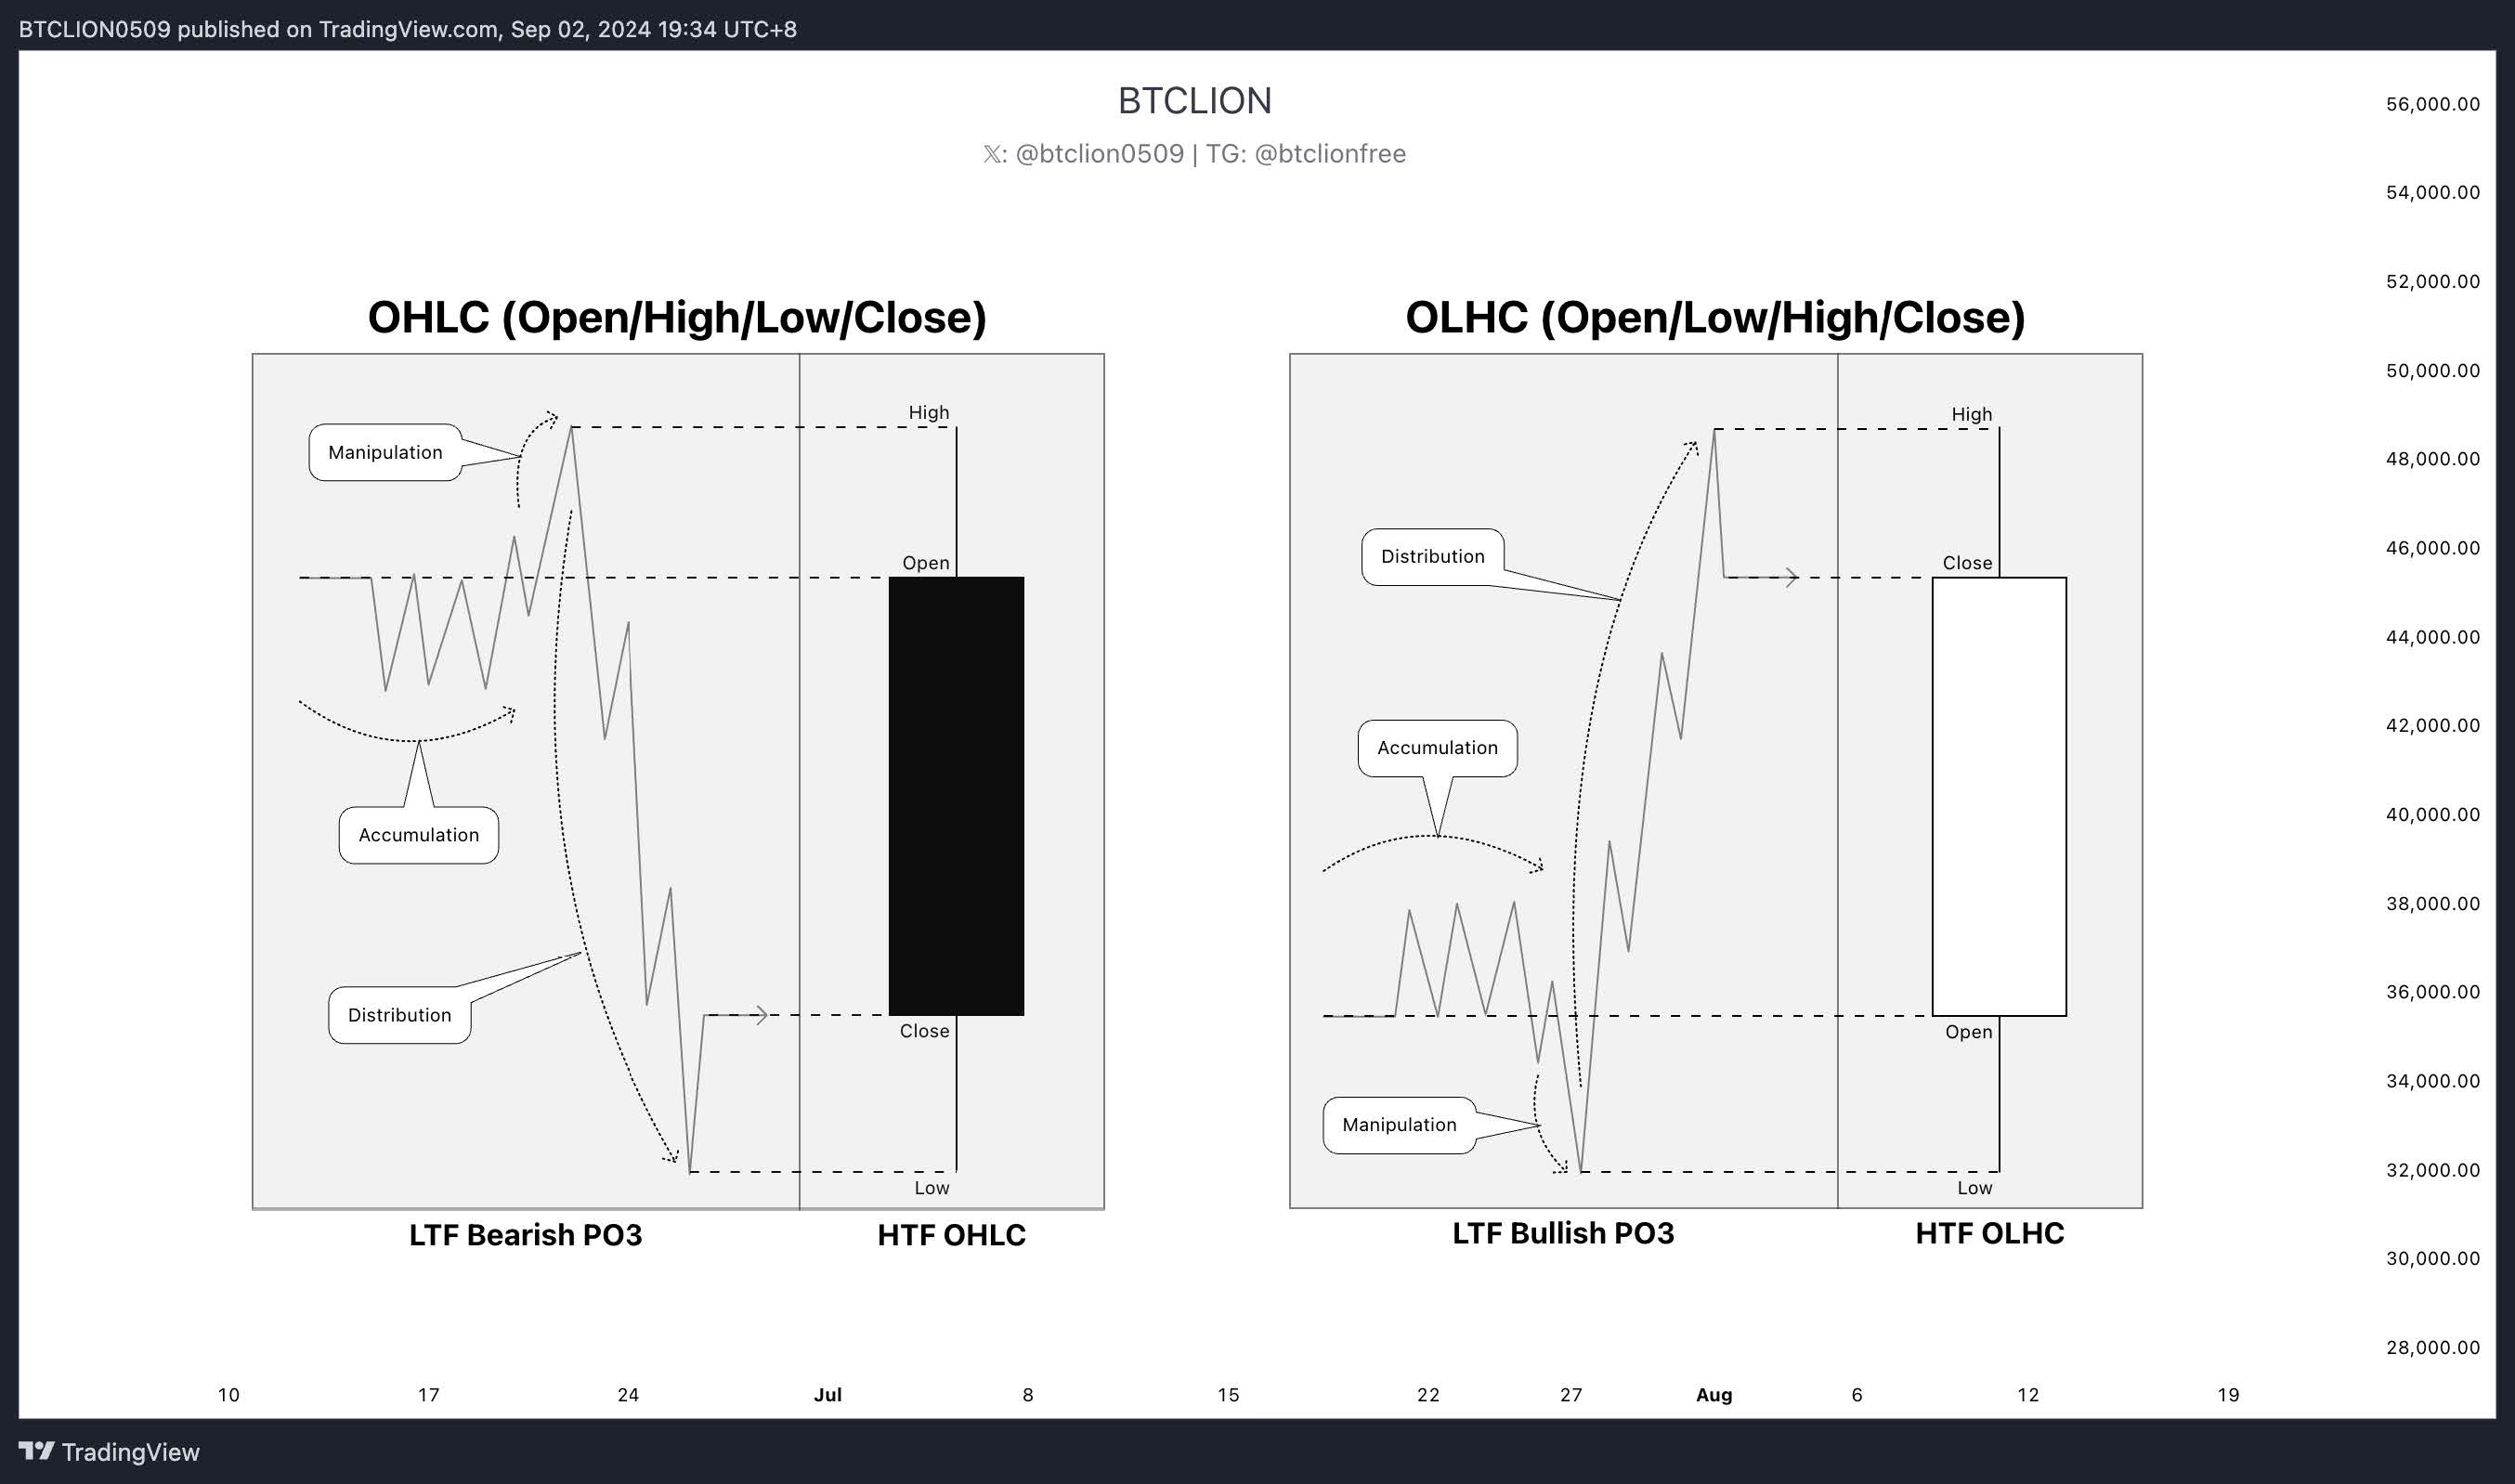 BTCLION0509 published on TradingView.com, Sep 02, 2024 19:34 UTC+8
BTCLION
𝕏: @btclion0509 | TG: @btclionfree
OHLC (Open/High/Low/Close)
High
Manipulation
Open
Accumulation
Distribution
Close
Low
LTF Bearish PO3
HTF OHLC
OLHC (Open/Low/High/Close)
High
Distribution
Close
Accumulation
Open
Manipulation
Low
LTF Bullish PO3
HTF OLHC
56,000.00
54,000.00
52,000.00
50,000.00
48,000.00
46,000.00
44,000.00
42,000.00
40,000.00
38,000.00
36,000.00
34,000.00
32,000.00
30,000.00
28,000.00
10 17 24 Jul 8 15 22 27 Aug 6 12 19
TradingView